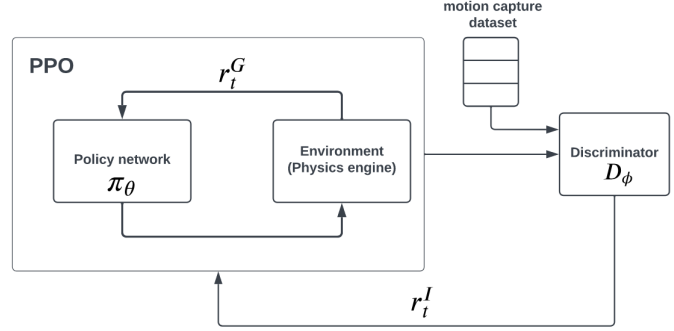 motion capture
dataset
PPO
r_t^G
Policy network
π_θ
Environment
(Physics engine)
Discriminator
D_ϕ
r_t^I